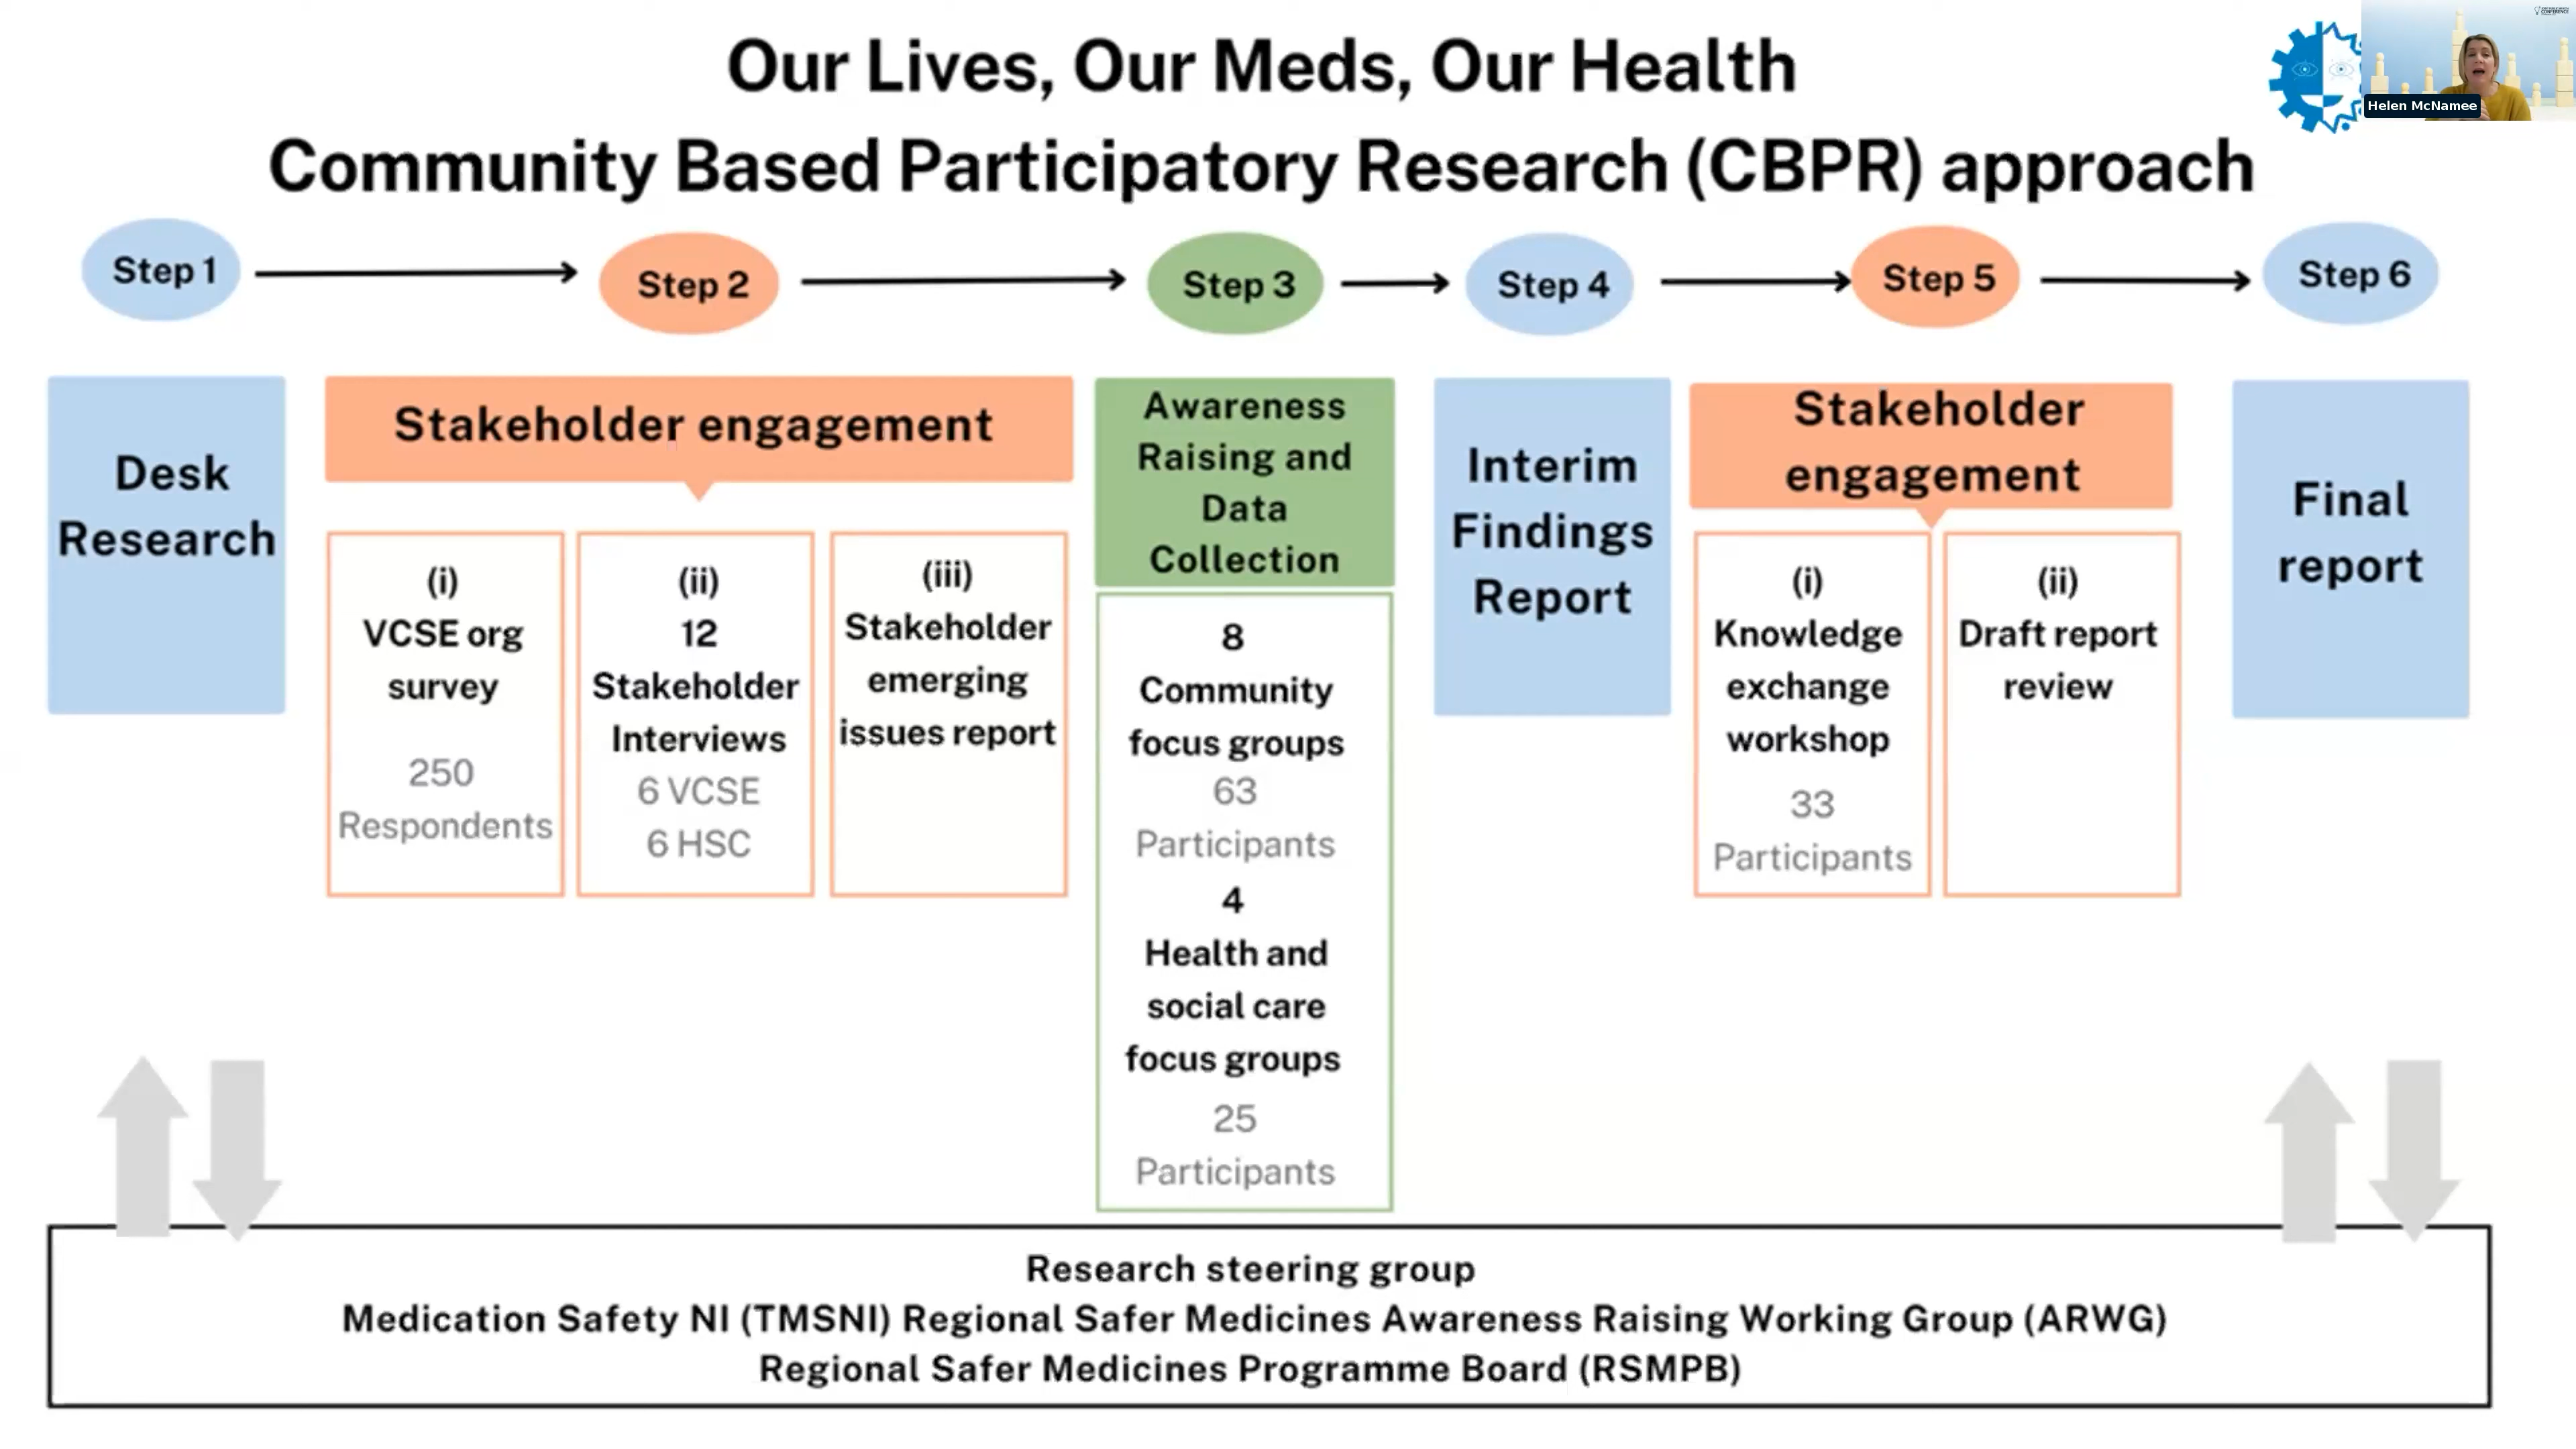 Our Lives, Our Meds, Our Health
Community Based Participatory Research (CBPR) approach
Helen McNamee
CONFERENCE
Step 1
Step 2
Step 3
Step 4
Step 5
Step 6
Desk
Research
Stakeholder engagement
(i)
VCSE org
survey
250
Respondents
(ii)
12
Stakeholder
Interviews
6 VCSE
6 HSC
(iii)
Stakeholder
emerging
issues report
Awareness
Raising and
Data
Collection
8
Community
focus groups
63
Participants
4
Health and
social care
focus groups
25
Participants
Interim
Findings
Report
Stakeholder
engagement
(i)
Knowledge
exchange
workshop
33
Participants
(ii)
Draft report
review
Final
report
Research steering group
Medication Safety NI (TMSNI) Regional Safer Medicines Awareness Raising Working Group (ARWG)
Regional Safer Medicines Programme Board (RSMPB)